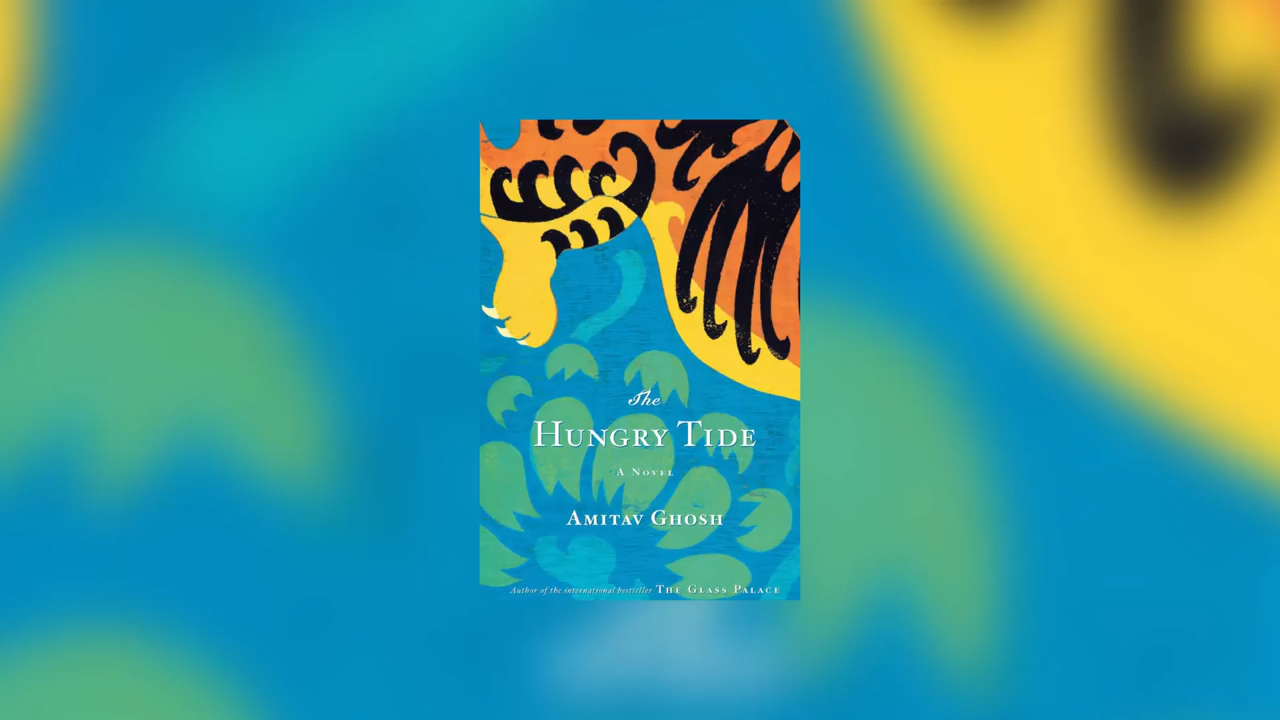 The
HUNGRY TIDE
A NOVEL
AMITAV GHOSH
Author of the international bestseller THE GLASS PALACE